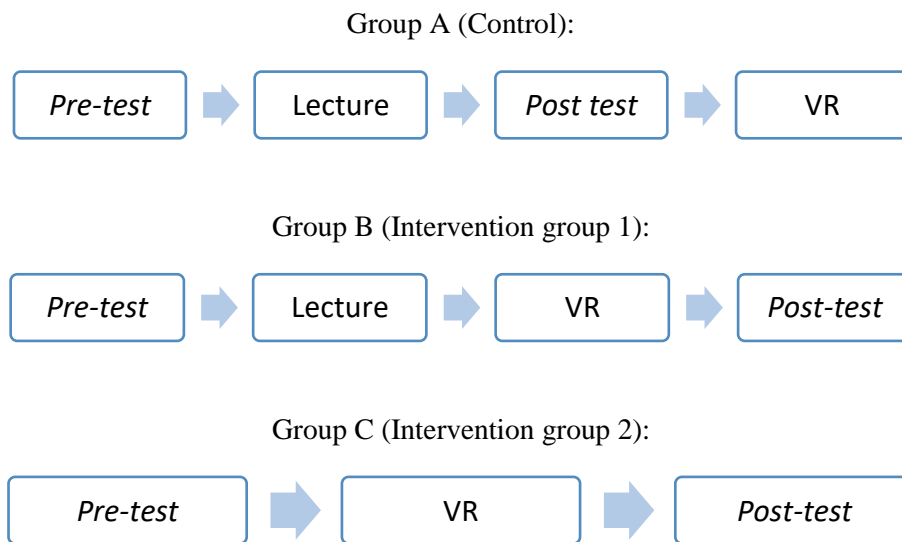 Group A (Control):
Pre-test Lecture Post test VR
Group B (Intervention group 1):
Pre-test Lecture VR Post-test
Group C (Intervention group 2):
Pre-test VR Post-test